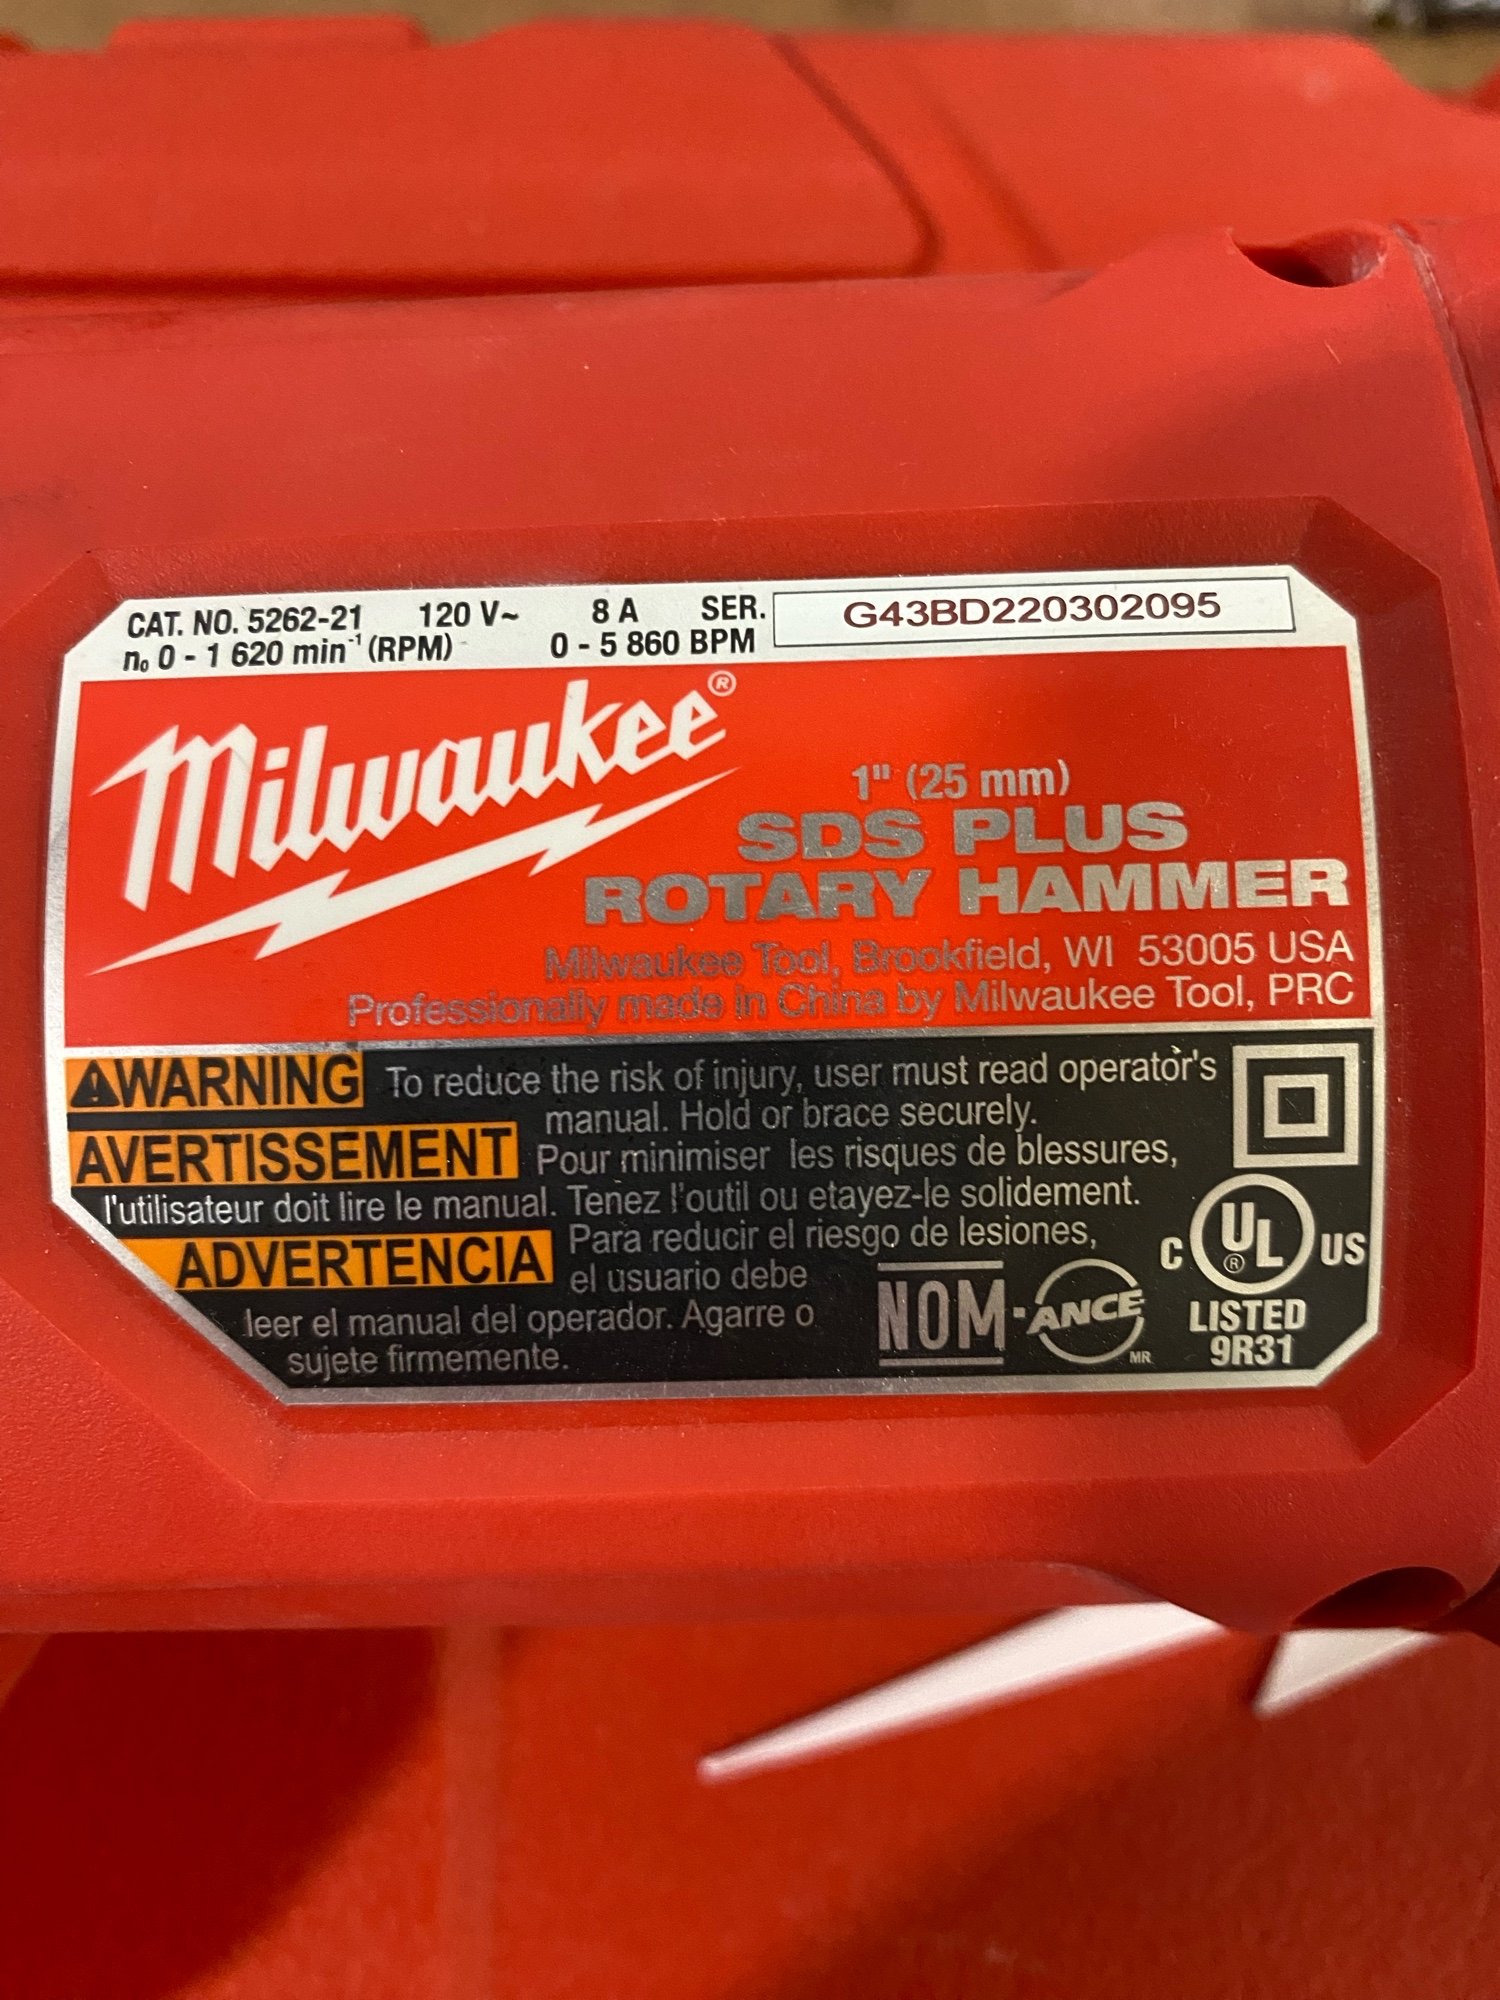 CAT. NO. 5262-21 120 V~ 8 A SER. G43BD220302095
n₀ 0 - 1 620 min⁻¹ (RPM) 0 - 5 860 BPM
Milwaukee®
1" (25 mm)
SDS PLUS
ROTARY HAMMER
Milwaukee Tool, Brookfield, WI 53005 USA
Professionally made in China by Milwaukee Tool, PRC
WARNING To reduce the risk of injury, user must read operator's
manual. Hold or brace securely.
AVERTISSEMENT Pour minimiser les risques de blessures,
l'utilisateur doit lire le manual. Tenez l'outil ou etayez-le solidement.
ADVERTENCIA Para reducir el riesgo de lesiones,
el usuario debe
leer el manual del operador. Agarre o
sujete firmemente.
NOM-ANCE MR
C UL® US
LISTED
9R31